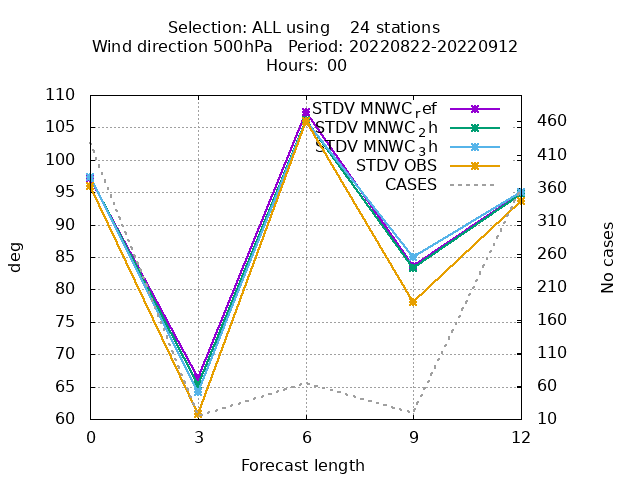 Selection: ALL using    24 stations
Wind direction 500hPa   Period: 20220822-20220912
Hours: 00
110
105
100
95
90
85
80
75
70
65
60
deg
STDV MNWC_ref
STDV MNWC_2h
STDV MNWC_3h
STDV OBS
CASES
460
410
360
310
260
210
160
110
60
10
No cases
0 3 6 9 12
Forecast length